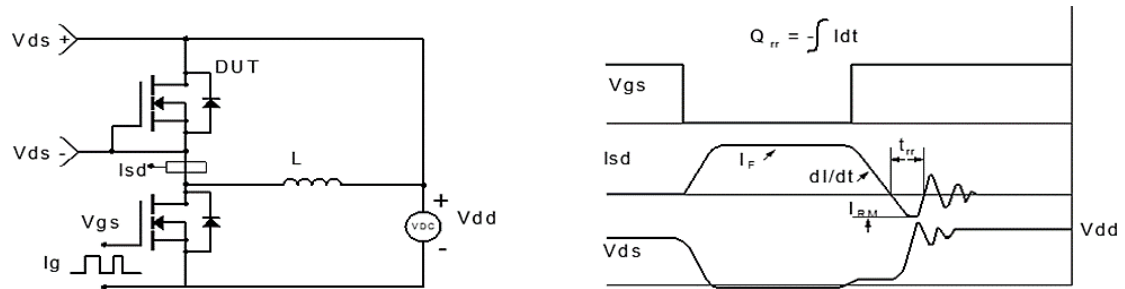 Vds +
DUT
Vds -
Isd
L
Vgs
Ig
+
VDC
-
Vdd
Q rr = -∫ Idt
Vgs
Isd
I F
dI/dt
t rr
I RM
Vds
Vdd